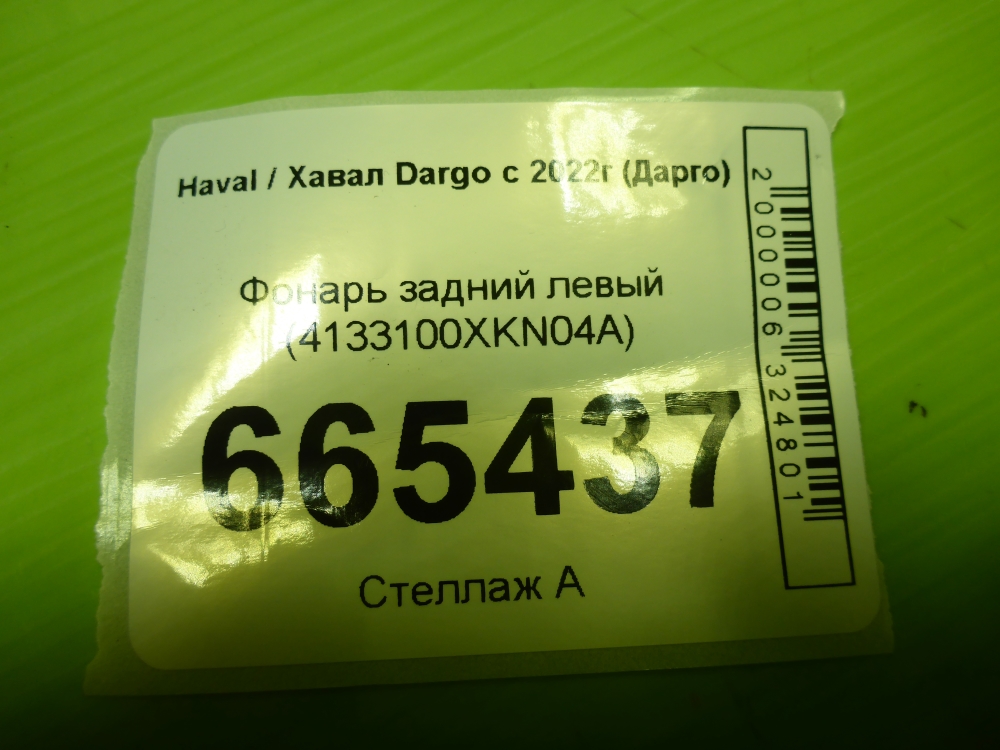 Haval / Хавал Dargo с 2022г (Дарго)
Фонарь задний левый
(4133100XKN04A)
665437
Стеллаж А
2000006324801